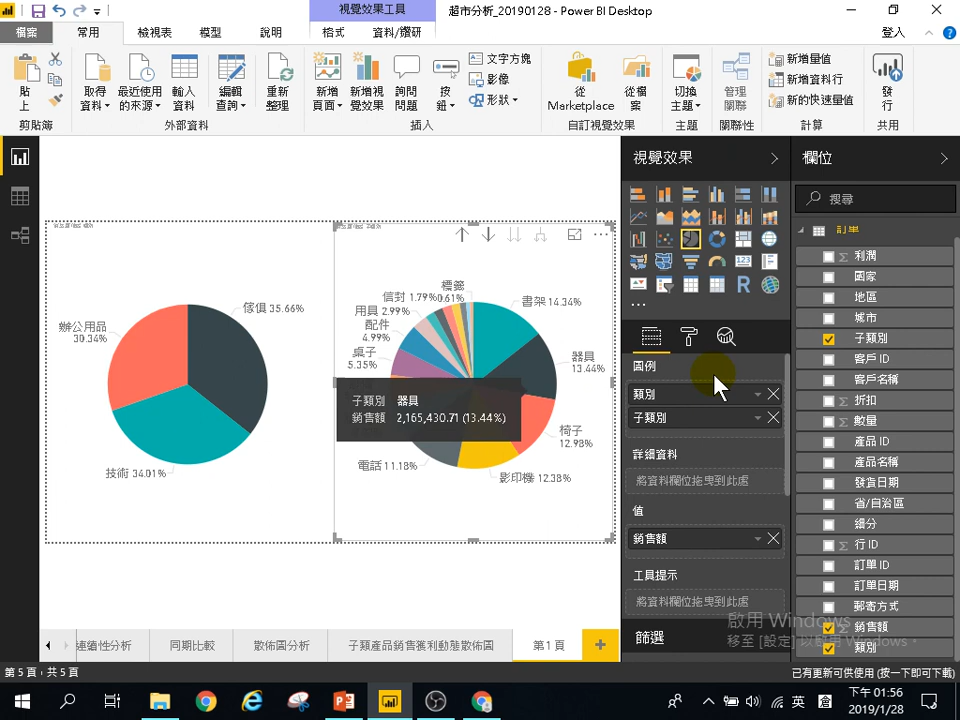 視覺效果工具
超市分析_20190128 - Power BI Desktop
檔案
常用
檢視表
模型
說明
格式
資料/鑽研
登入
貼上
剪貼簿
取得資料
最近使用的來源
輸入資料
編輯查詢
重新整理
外部資料
新增頁面
新增視覺效果
詢問問題
按鈕
文字方塊
影像
形狀
插入
從 Marketplace
從檔案
自訂視覺效果
切換主題
主題
管理關聯
關聯性
新增量值
新增資料行
新的快速量值
計算
發行
共用
傢俱 35.66%
辦公用品
30.34%
技術 34.01%
標籤
0.61%
信封 1.79%
用具 2.99%
配件
4.99%
桌子
5.35%
書架 14.34%
器具
13.44%
椅子
12.98%
影印機 12.38%
電話 11.18%
子類別 器具
銷售額 2,165,430.71 (13.44%)
視覺效果
圖例
類別
子類別
詳細資料
將資料欄位拖曳到此處
值
銷售額
工具提示
將資料欄位拖曳到此處
篩選
欄位
搜尋
訂單
利潤
國家
地區
城市
子類別
客戶 ID
客戶名稱
折扣
數量
產品 ID
產品名稱
發貨日期
省/自治區
細分
行 ID
訂單 ID
訂單日期
郵寄方式
銷售額
類別
啟用 Windows
移至 [設定] 以啟用 Windows。
連續性分析
同期比較
散佈圖分析
子類產品銷售獲利動態散佈圖
第 1 頁
第 5 頁,共 5 頁
已有更新可供使用 (按一下即可下載)
英
下午 01:56
2019/1/28